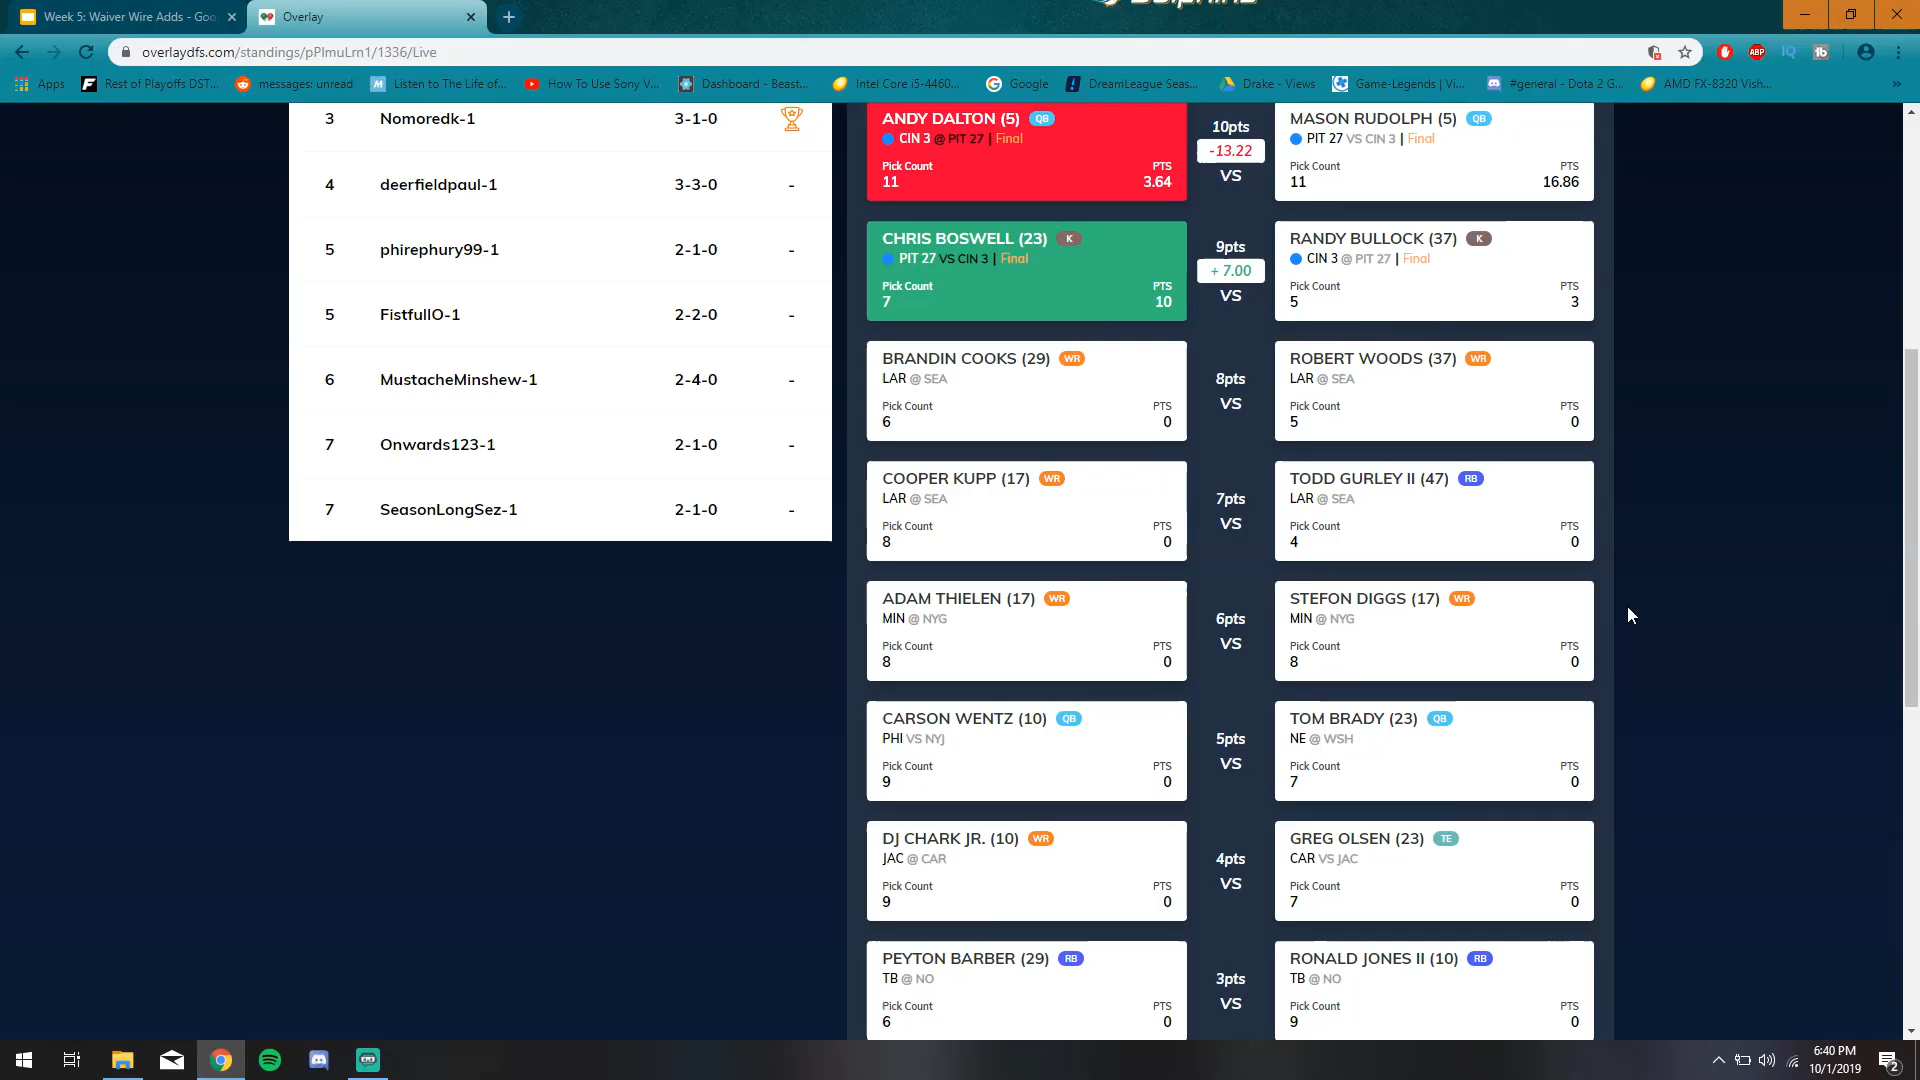 Week 5: Waiver Wire Adds - Goo
Overlay
overlaydfs.com/standings/pPlmuLrn1/1336/Live
Apps
Rest of Playoffs DST...
messages: unread
Listen to The Life of...
How To Use Sony V...
Dashboard - Beast...
Intel Core i5-4460...
Google
DreamLeague Seas...
Drake - Views
Game-Legends | Vi...
#general - Dota 2 G...
AMD FX-8320 Vish...
3 Nomoredk-1 3-1-0
4 deerfieldpaul-1 3-3-0 -
5 phirephury99-1 2-1-0 -
5 FistfullO-1 2-2-0 -
6 MustacheMinshew-1 2-4-0 -
7 Onwards123-1 2-1-0 -
7 SeasonLongSez-1 2-1-0 -
ANDY DALTON (5) QB
CIN 3 @ PIT 27 | Final
Pick Count PTS
11 3.64
10pts
-13.22
VS
MASON RUDOLPH (5) QB
PIT 27 VS CIN 3 | Final
Pick Count PTS
11 16.86
CHRIS BOSWELL (23) K
PIT 27 VS CIN 3 | Final
Pick Count PTS
7 10
9pts
+ 7.00
VS
RANDY BULLOCK (37) K
CIN 3 @ PIT 27 | Final
Pick Count PTS
5 3
BRANDIN COOKS (29) WR
LAR @ SEA
Pick Count PTS
6 0
8pts
VS
ROBERT WOODS (37) WR
LAR @ SEA
Pick Count PTS
5 0
COOPER KUPP (17) WR
LAR @ SEA
Pick Count PTS
8 0
7pts
VS
TODD GURLEY II (47) RB
LAR @ SEA
Pick Count PTS
4 0
ADAM THIELEN (17) WR
MIN @ NYG
Pick Count PTS
8 0
6pts
VS
STEFON DIGGS (17) WR
MIN @ NYG
Pick Count PTS
8 0
CARSON WENTZ (10) QB
PHI VS NYJ
Pick Count PTS
9 0
5pts
VS
TOM BRADY (23) QB
NE @ WSH
Pick Count PTS
7 0
DJ CHARK JR. (10) WR
JAC @ CAR
Pick Count PTS
9 0
4pts
VS
GREG OLSEN (23) TE
CAR VS JAC
Pick Count PTS
7 0
PEYTON BARBER (29) RB
TB @ NO
Pick Count PTS
6 0
3pts
VS
RONALD JONES II (10) RB
TB @ NO
Pick Count PTS
9 0
6:40 PM
10/1/2019
2